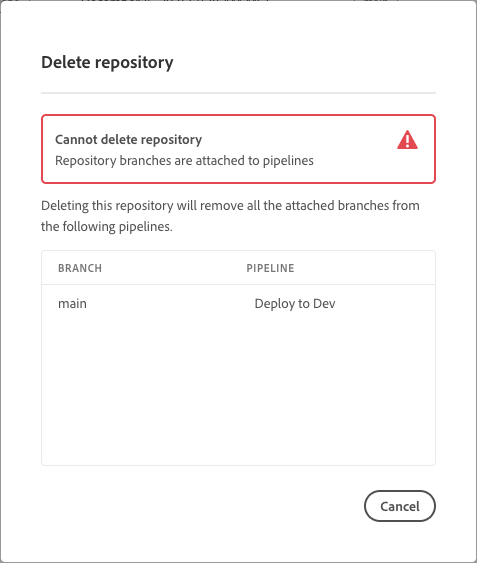 Delete repository
Cannot delete repository
Repository branches are attached to pipelines
Deleting this repository will remove all the attached branches from
the following pipelines.
BRANCH PIPELINE
main Deploy to Dev
Cancel